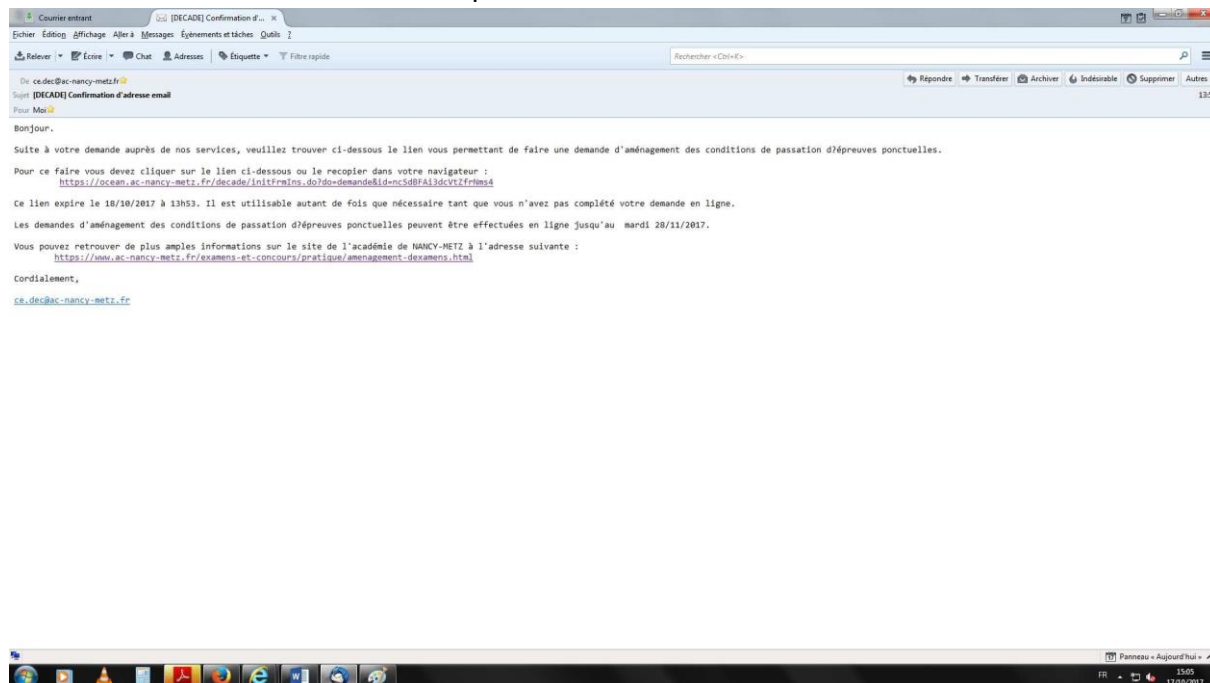 Courrier entrant
[DECADE] Confirmation d'... ×
Fichier Édition Affichage Aller à Messages Évènements et tâches Outils ?
Relever Écrire Chat Adresses Étiquette Filtre rapide
Rechercher <Ctrl+K>
De ce.dec@ac-nancy-metz.fr
Répondre Transférer Archiver Indésirable Supprimer Autres
Sujet [DECADE] Confirmation d'adresse email
Pour Moi
Bonjour.
Suite à votre demande auprès de nos services, veuillez trouver ci-dessous le lien vous permettant de faire une demande d'aménagement des conditions de passation d?épreuves ponctuelles.
Pour ce faire vous devez cliquer sur le lien ci-dessous ou le recopier dans votre navigateur :
https://ocean.ac-nancy-metz.fr/decade/initFrmIns.do?do=demande&id=nc5dBFAi3dcVtZfrNms4
Ce lien expire le 18/10/2017 à 13h53. Il est utilisable autant de fois que nécessaire tant que vous n'avez pas complété votre demande en ligne.
Les demandes d'aménagement des conditions de passation d?épreuves ponctuelles peuvent être effectuées en ligne jusqu'au mardi 28/11/2017.
Vous pouvez retrouver de plus amples informations sur le site de l'académie de NANCY-METZ à l'adresse suivante :
https://www.ac-nancy-metz.fr/examens-et-concours/pratique/amenagement-dexamens.html
Cordialement,
ce.dec@ac-nancy-metz.fr
Panneau « Aujourd'hui »
FR
15:05
17/10/2017